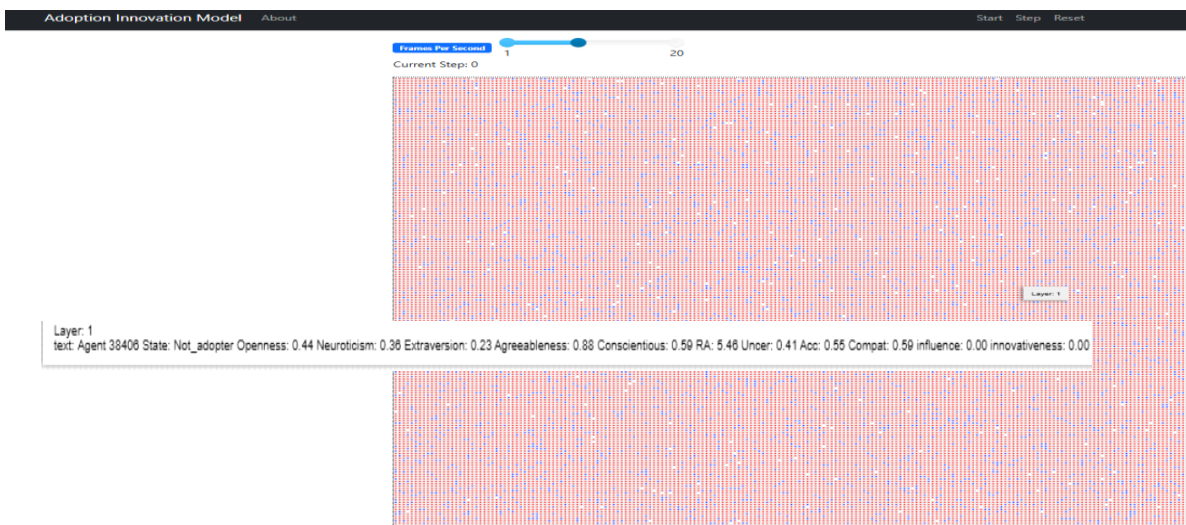 Adoption Innovation Model About Start Step Reset
Frames Per Second
1 20
Current Step: 0
Layer: 1
Layer: 1
text: Agent 38406 State: Not_adopter Openness: 0.44 Neuroticism: 0.36 Extraversion: 0.23 Agreeableness: 0.88 Conscientious: 0.59 RA: 5.46 Uncer: 0.41 Acc: 0.55 Compat: 0.59 influence: 0.00 innovativeness: 0.00